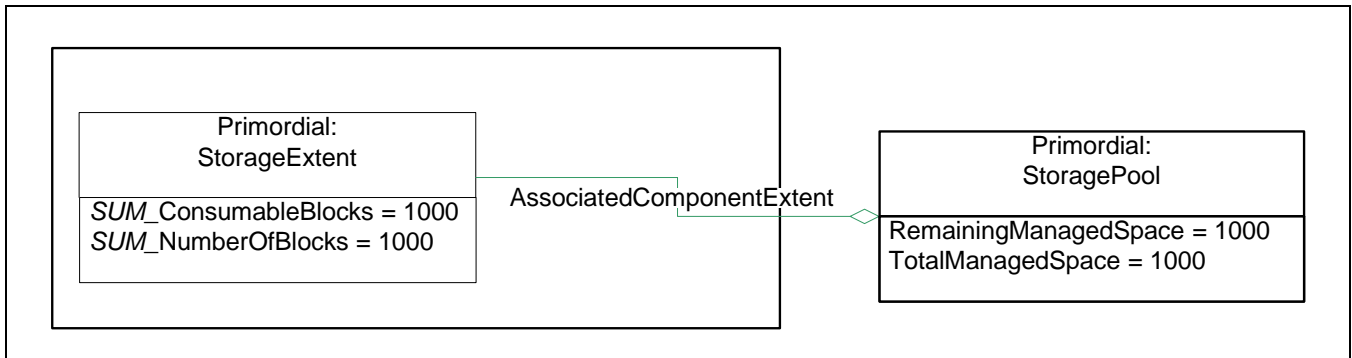 Primordial:
StorageExtent
SUM_ConsumableBlocks = 1000
SUM_NumberOfBlocks = 1000
AssociatedComponentExtent
Primordial:
StoragePool
RemainingManagedSpace = 1000
TotalManagedSpace = 1000